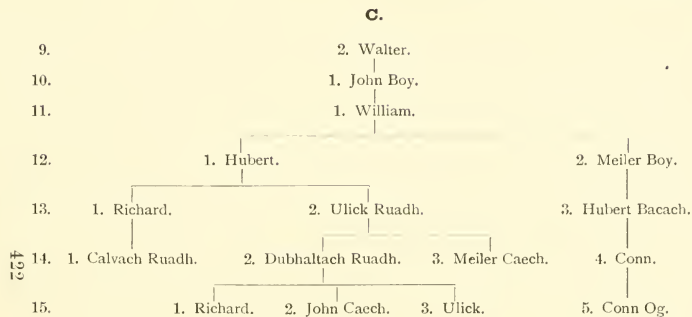 C.
9. 2. Walter.
10. 1. John Boy.
11. 1. William.
12. 1. Hubert. 2. Meiler Boy.
13. 1. Richard. 2. Ulick Ruadh. 3. Hubert Bacach.
422
14. 1. Calvach Ruadh. 2. Dubhaltach Ruadh. 3. Meiler Caech. 4. Conn.
15. 1. Richard. 2. John Caech. 3. Ulick. 5. Conn Og.